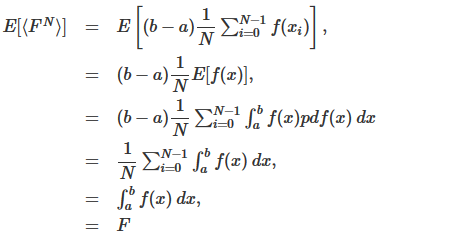 E[⟨F^N⟩] = E[(b − a) 1/N ∑_{i=0}^{N−1} f(x_i)],
= (b − a) 1/N E[f(x)],
= (b − a) 1/N ∑_{i=0}^{N−1} ∫_a^b f(x)pdf(x) dx
= 1/N ∑_{i=0}^{N−1} ∫_a^b f(x) dx,
= ∫_a^b f(x) dx,
= F